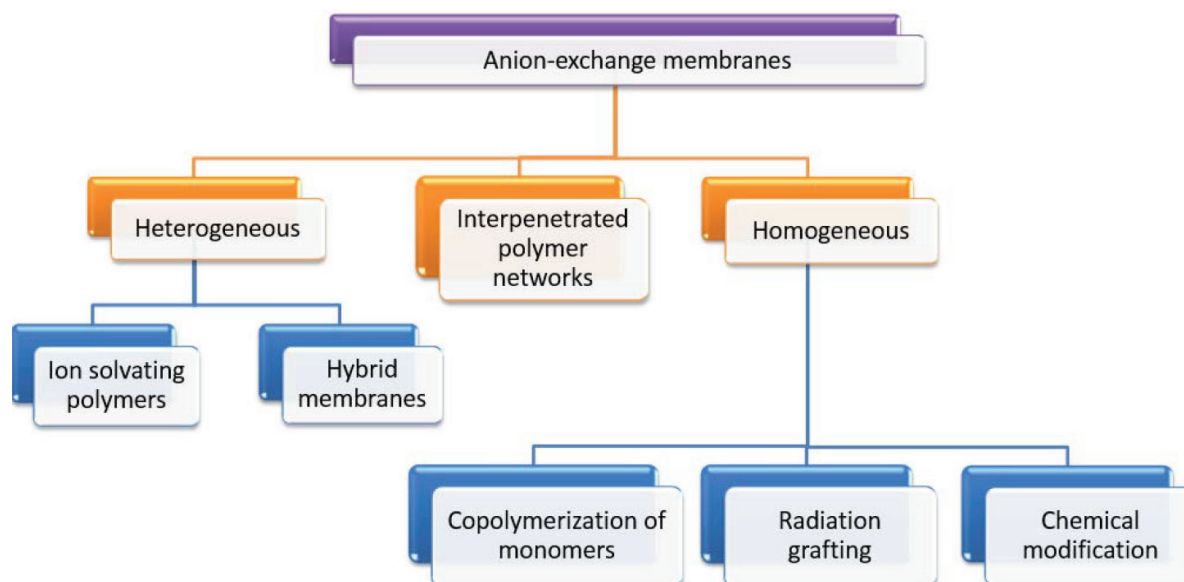 Anion-exchange membranes
Heterogeneous
Interpenetrated
polymer
networks
Homogeneous
Ion solvating
polymers
Hybrid
membranes
Copolymerization of
monomers
Radiation
grafting
Chemical
modification